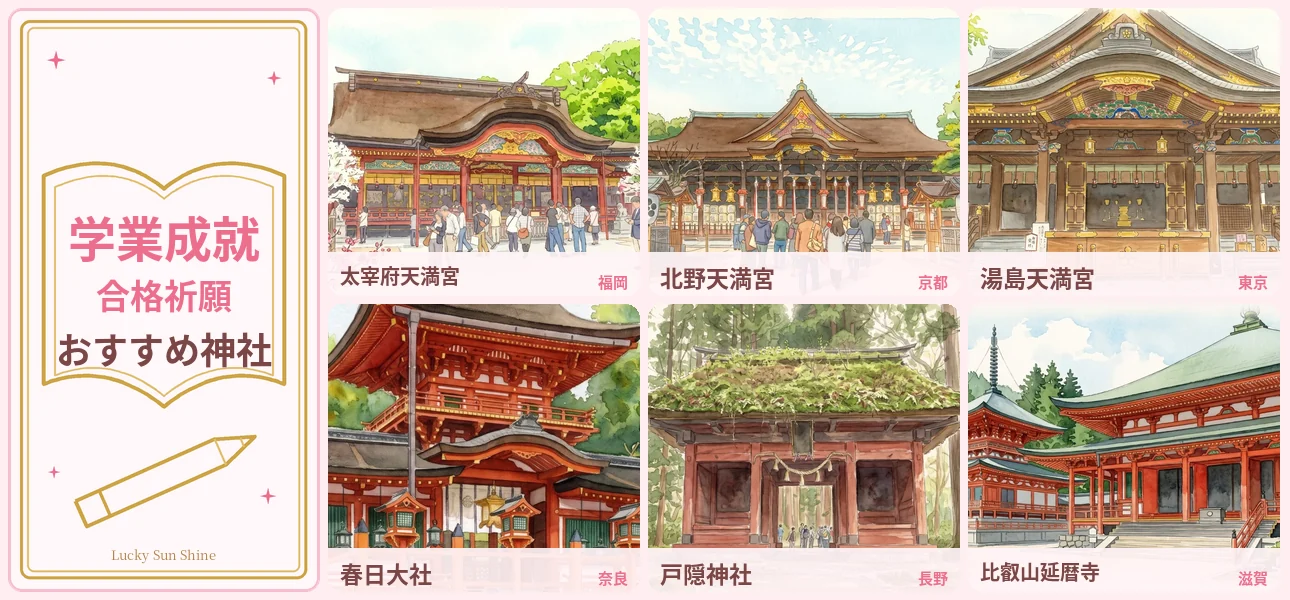 学業成就
合格祈願
おすすめ神社
Lucky Sun Shine
太宰府天満宮
福岡
北野天満宮
京都
湯島天満宮
東京
春日大社
奈良
戸隠神社
長野
比叡山延暦寺
滋賀